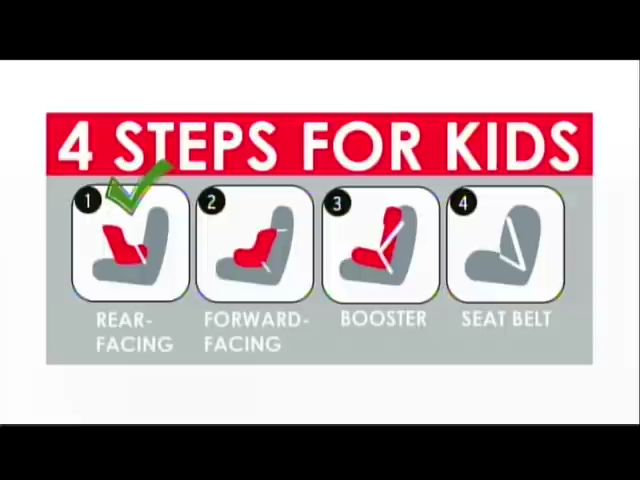 4 STEPS FOR KIDS
1 2 3 4
REAR-
FACING
FORWARD-
FACING
BOOSTER
SEAT BELT